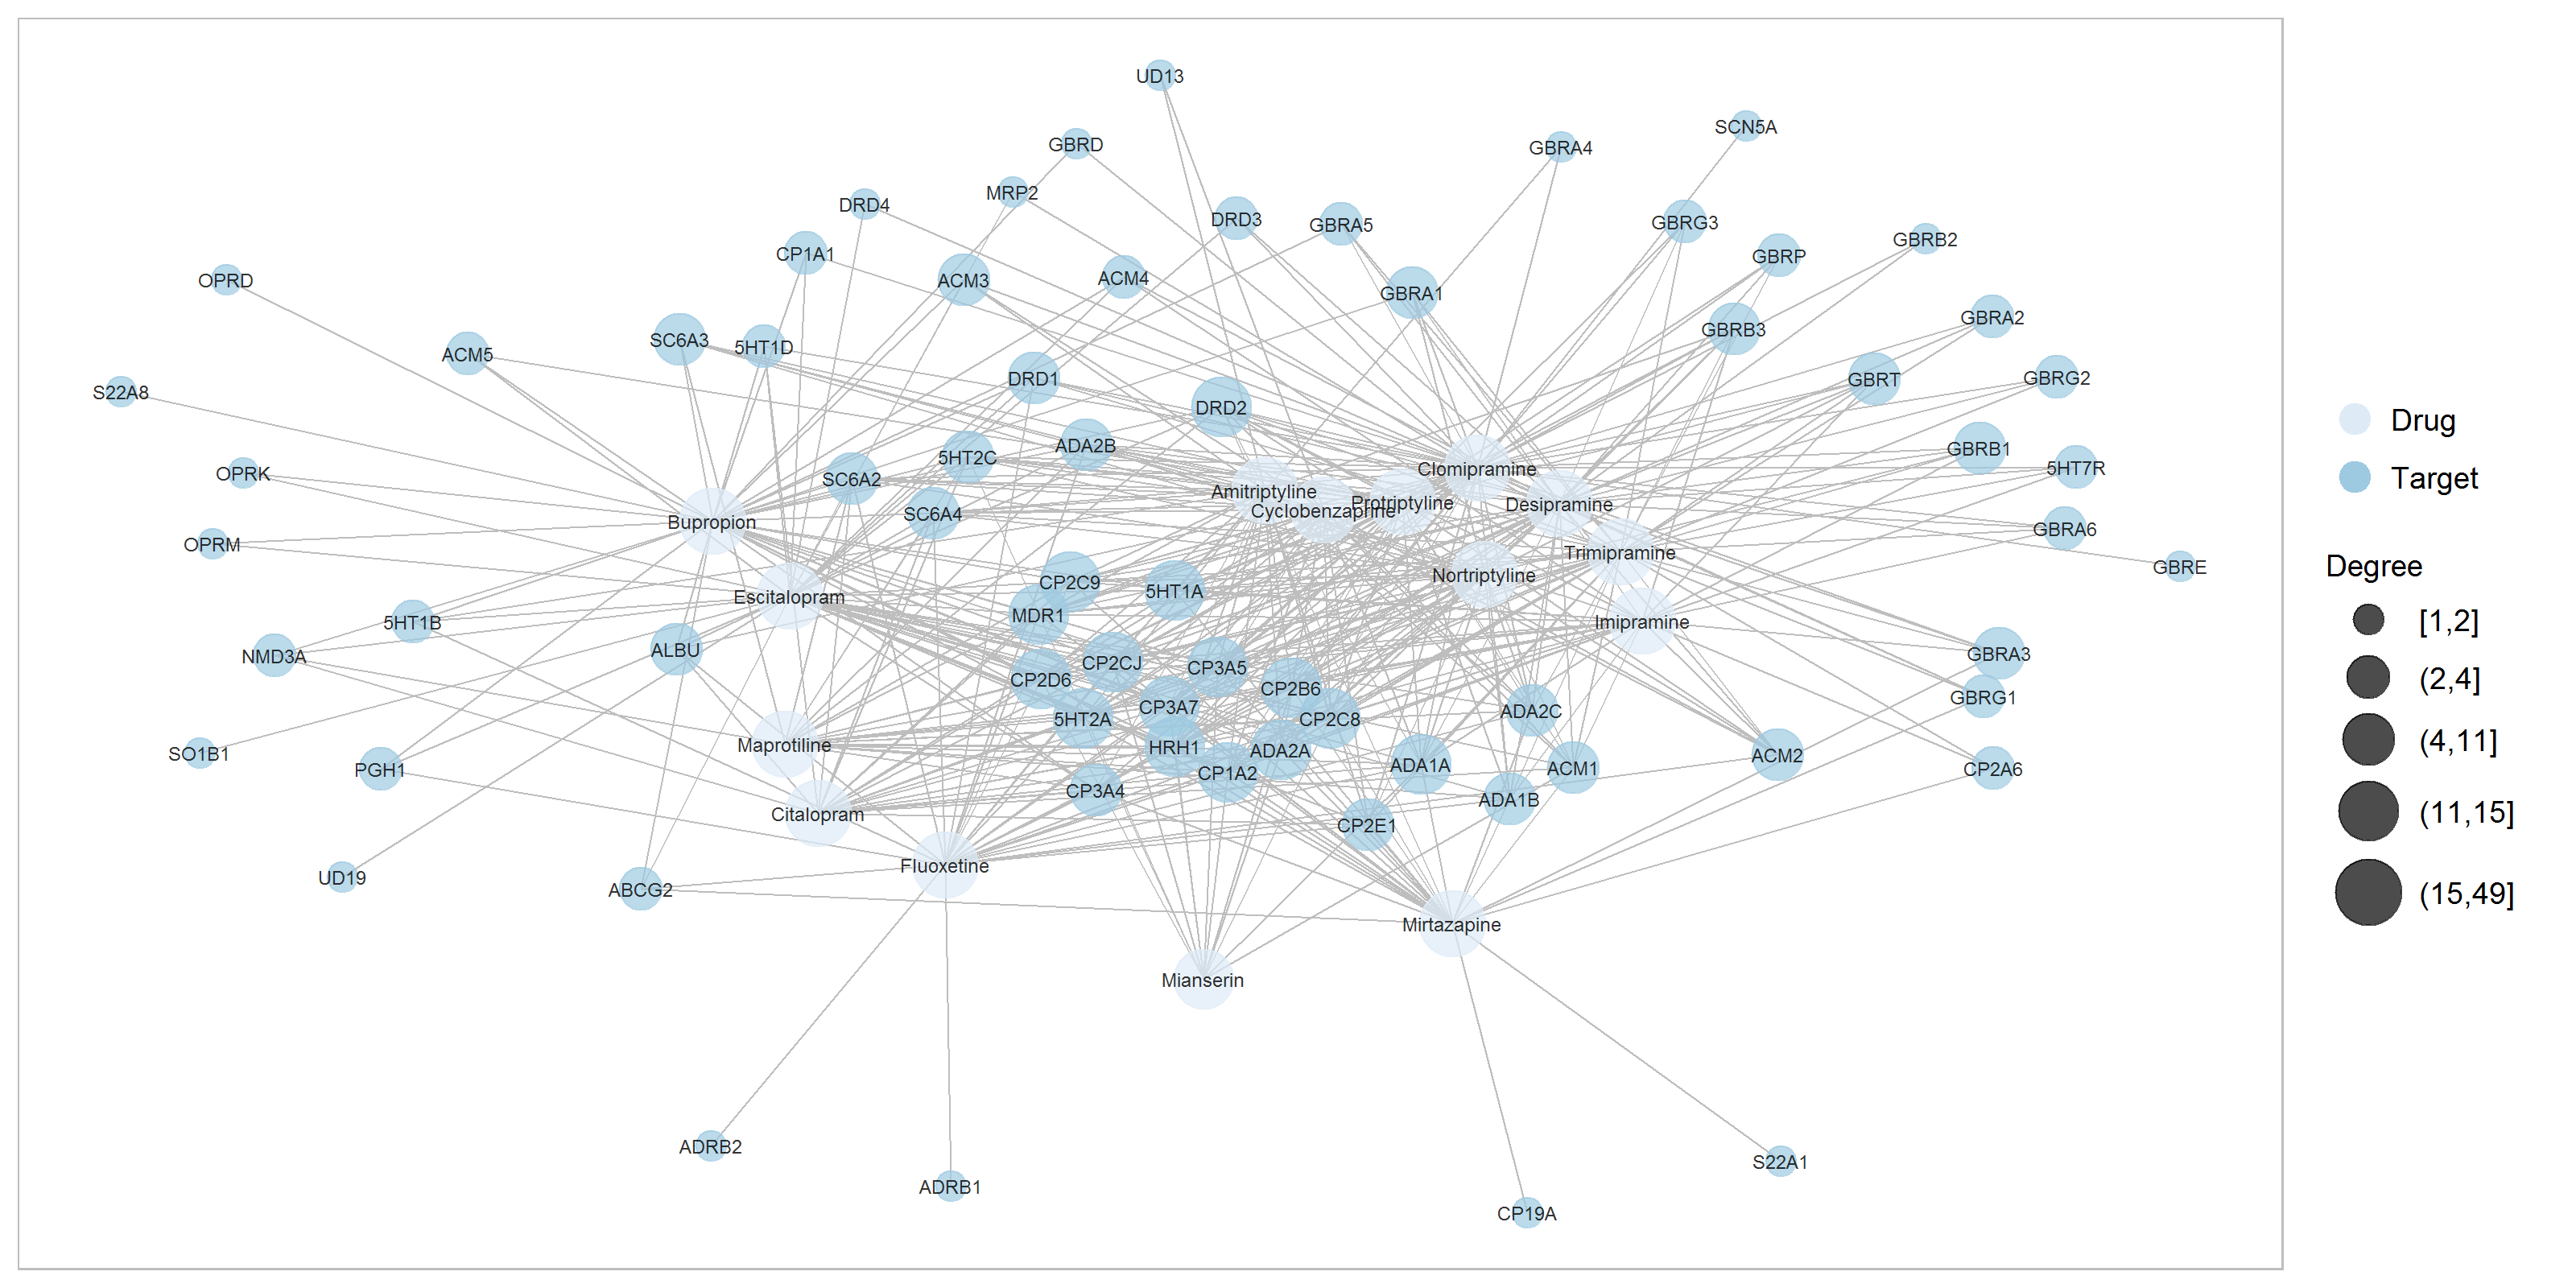 UD13
SCN5A
GBRD
GBRA4
MRP2
DRD4
DRD3
GBRA5
GBRG3
GBRB2
CP1A1
GBRP
OPRD
ACM3
ACM4
GBRA1
GBRA2
GBRB3
SC6A3
5HT1D
ACM5
DRD1
GBRT
GBRG2
S22A8
DRD2
ADA2B
GBRB1
5HT2C
Clomipramine
5HT7R
OPRK
SC6A2
Amitriptyline
Protriptyline
Desipramine
Cyclobenzaprine
SC6A4
Bupropion
GBRA6
OPRM
Trimipramine
GBRE
Nortriptyline
CP2C9
5HT1A
Escitalopram
MDR1
5HT1B
Imipramine
ALBU
NMD3A
GBRA3
CP2CJ
CP3A5
CP2D6
CP2B6
GBRG1
CP3A7
ADA2C
5HT2A
CP2C8
Maprotiline
HRH1
ADA2A
SO1B1
ACM2
PGH1
CP1A2
ADA1A
ACM1
CP2A6
CP3A4
ADA1B
Citalopram
CP2E1
Fluoxetine
UD19
ABCG2
Mirtazapine
Mianserin
ADRB2
S22A1
ADRB1
CP19A
Drug
Target
Degree
[1,2]
(2,4]
(4,11]
(11,15]
(15,49]